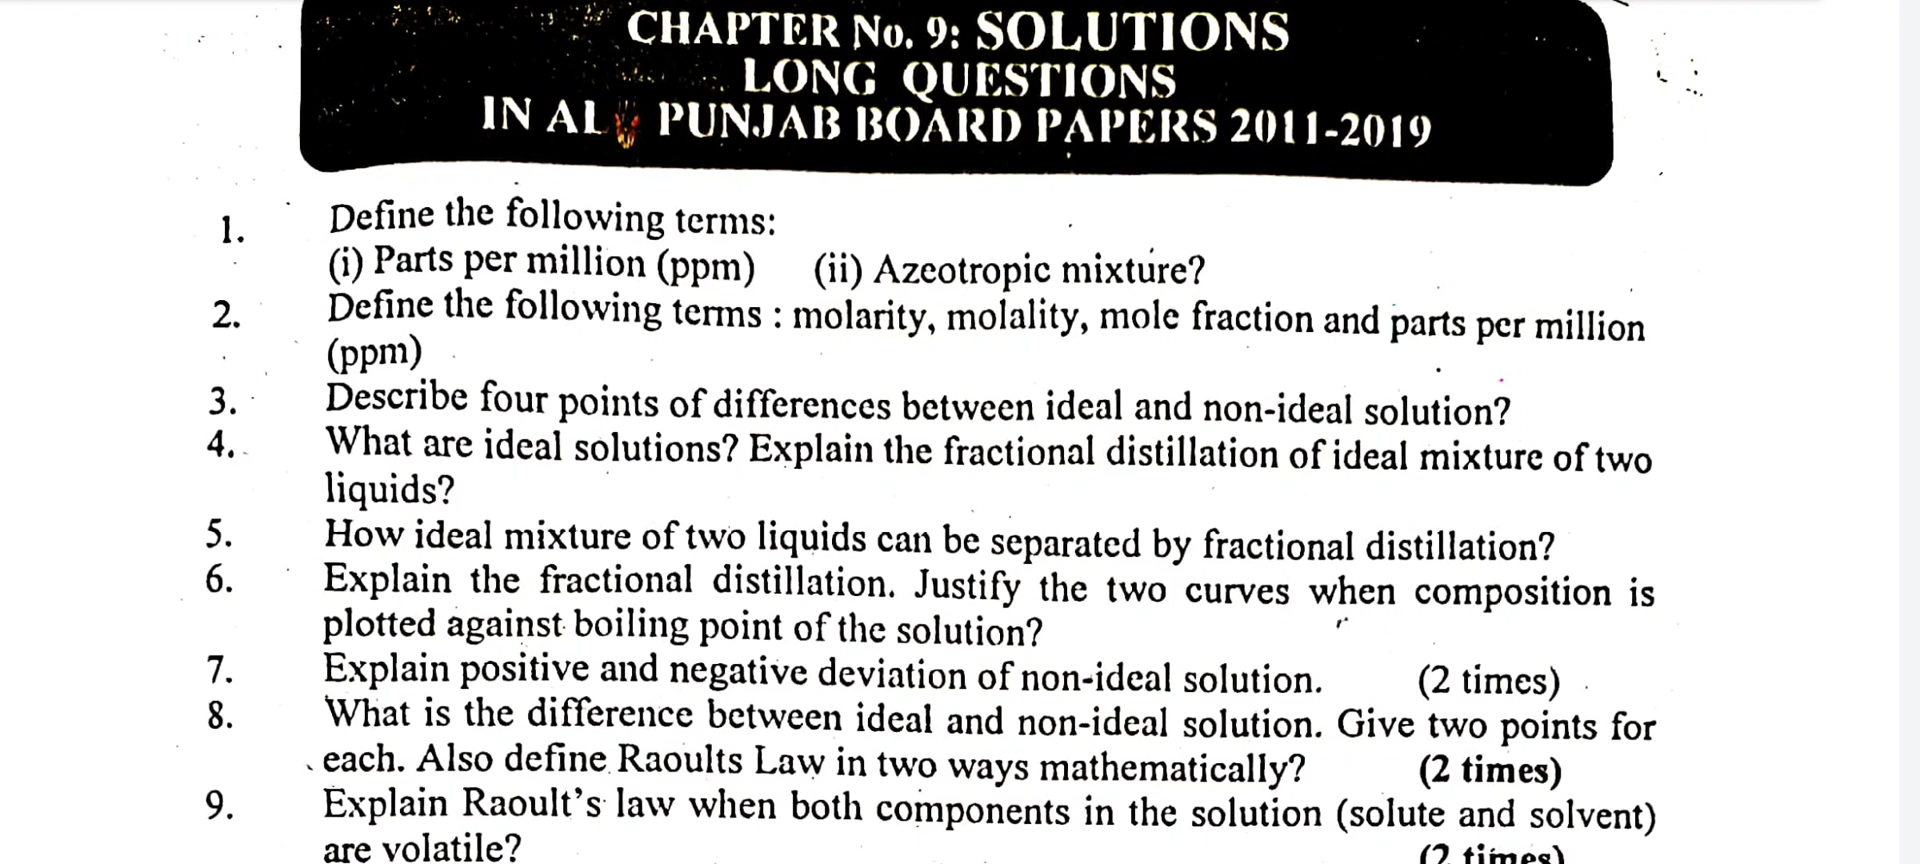 CHAPTER No. 9: SOLUTIONS
LONG QUESTIONS
IN AL PUNJAB BOARD PAPERS 2011-2019
1. Define the following terms:
(i) Parts per million (ppm) (ii) Azeotropic mixture?
2. Define the following terms : molarity, molality, mole fraction and parts per million
(ppm)
3. Describe four points of differences between ideal and non-ideal solution?
4. What are ideal solutions? Explain the fractional distillation of ideal mixture of two
liquids?
5. How ideal mixture of two liquids can be separated by fractional distillation?
6. Explain the fractional distillation. Justify the two curves when composition is
plotted against boiling point of the solution?
7. Explain positive and negative deviation of non-ideal solution. (2 times)
8. What is the difference between ideal and non-ideal solution. Give two points for
each. Also define Raoults Law in two ways mathematically? (2 times)
9. Explain Raoult's law when both components in the solution (solute and solvent)
are volatile? (2 times)